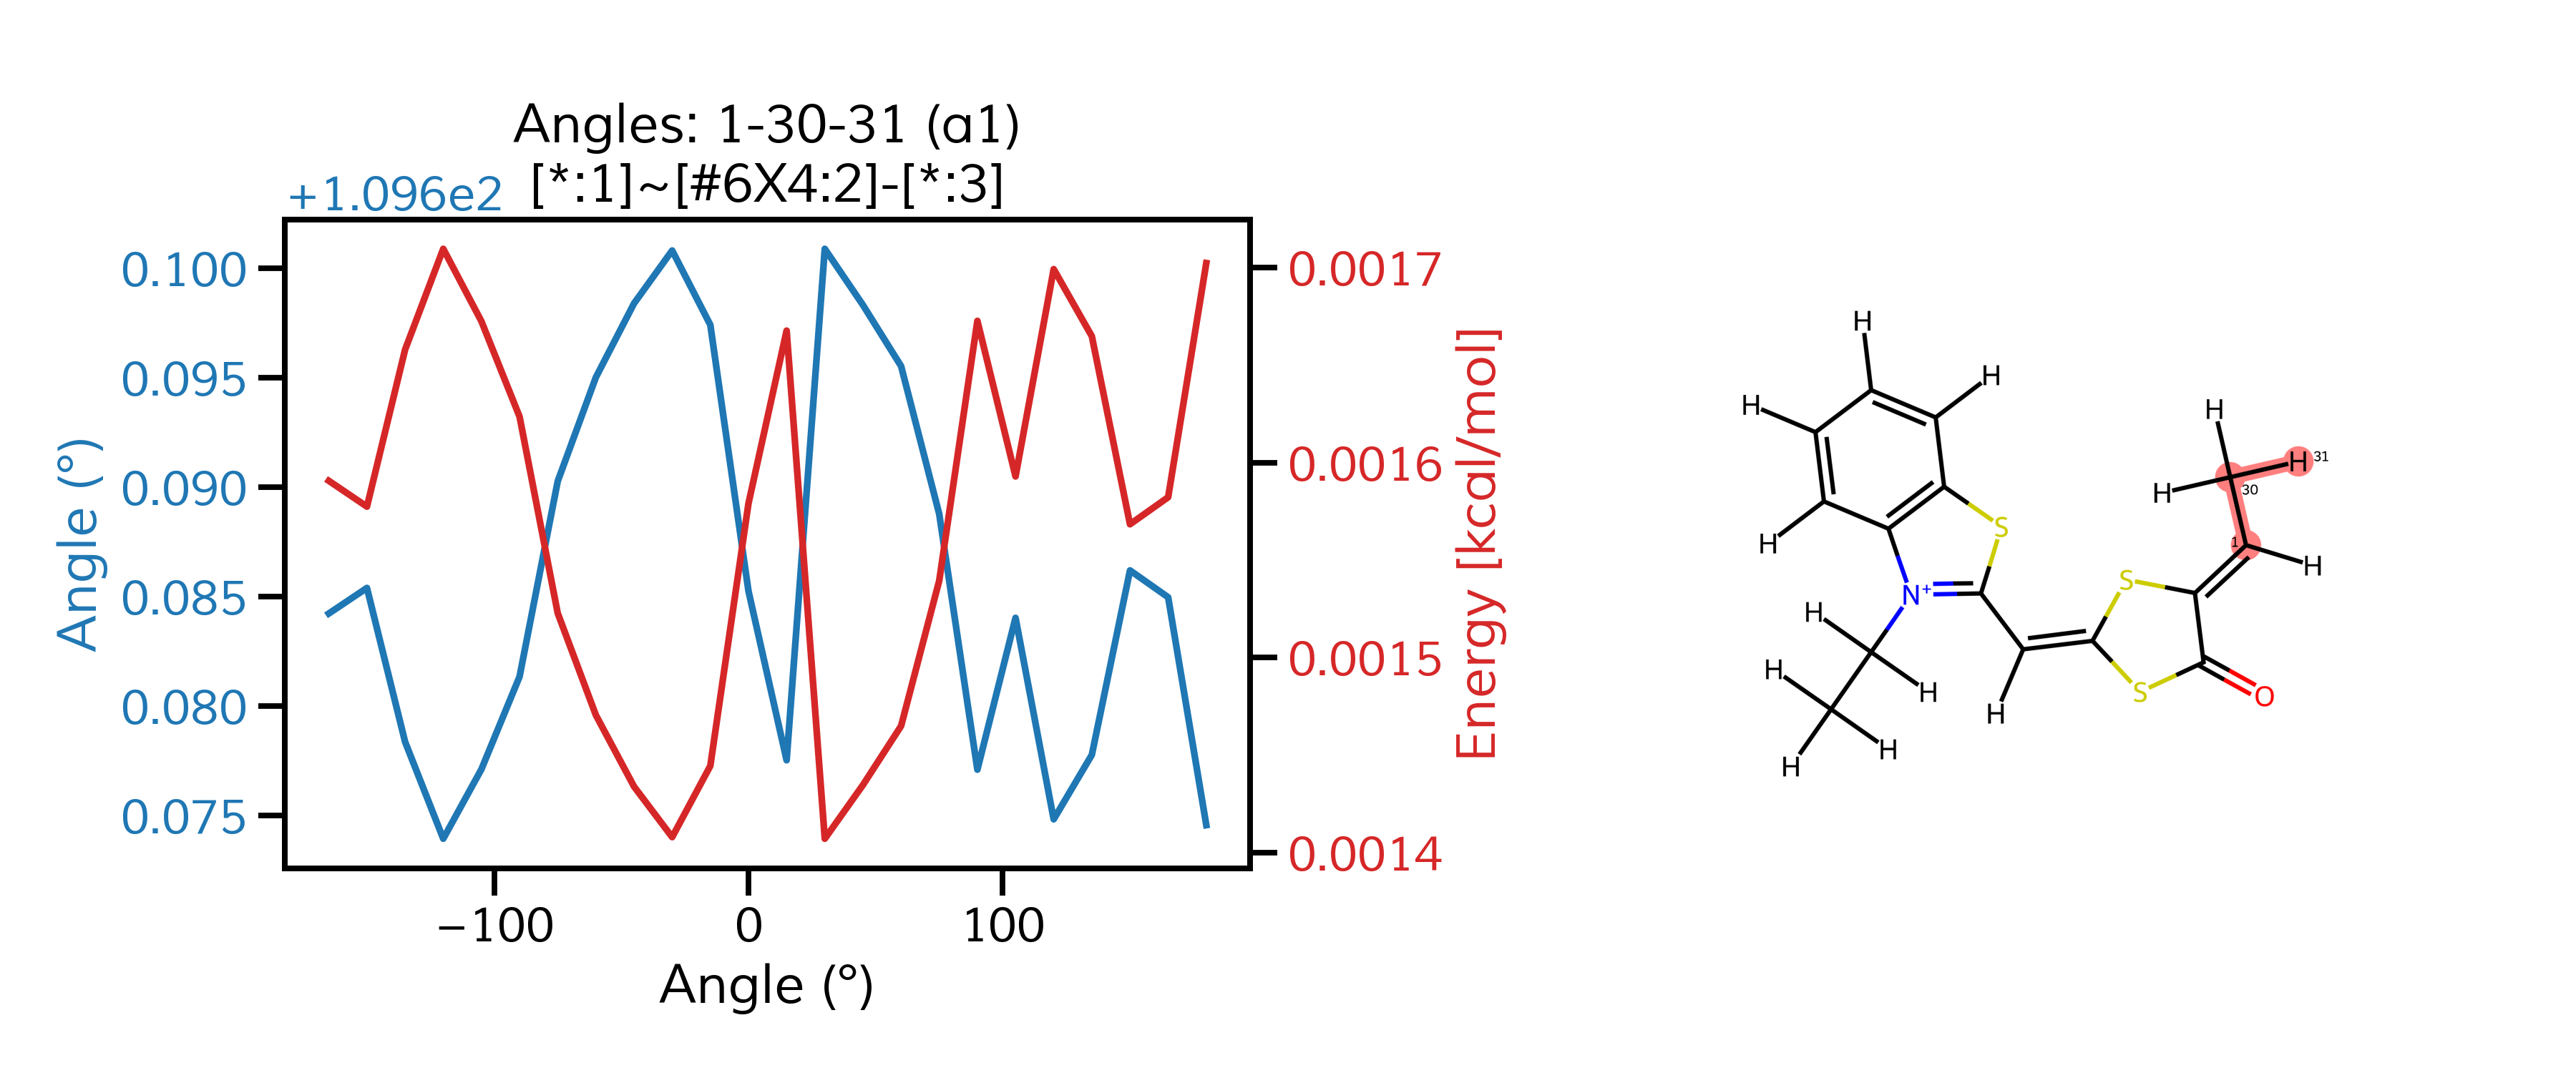 Angles: 1-30-31 (α1)
[*:1]~[#6X4:2]-[*:3]
+1.096e2
0.100
0.095
0.090
0.085
0.080
0.075
Angle (°)
0.0017
0.0016
0.0015
0.0014
Energy [kcal/mol]
−100
0
100
Angle (°)
H
H
H
H
H
H
31
30
H
1
H
H
S
N⁺
S
H
H
H
H
S
O
H
H
H